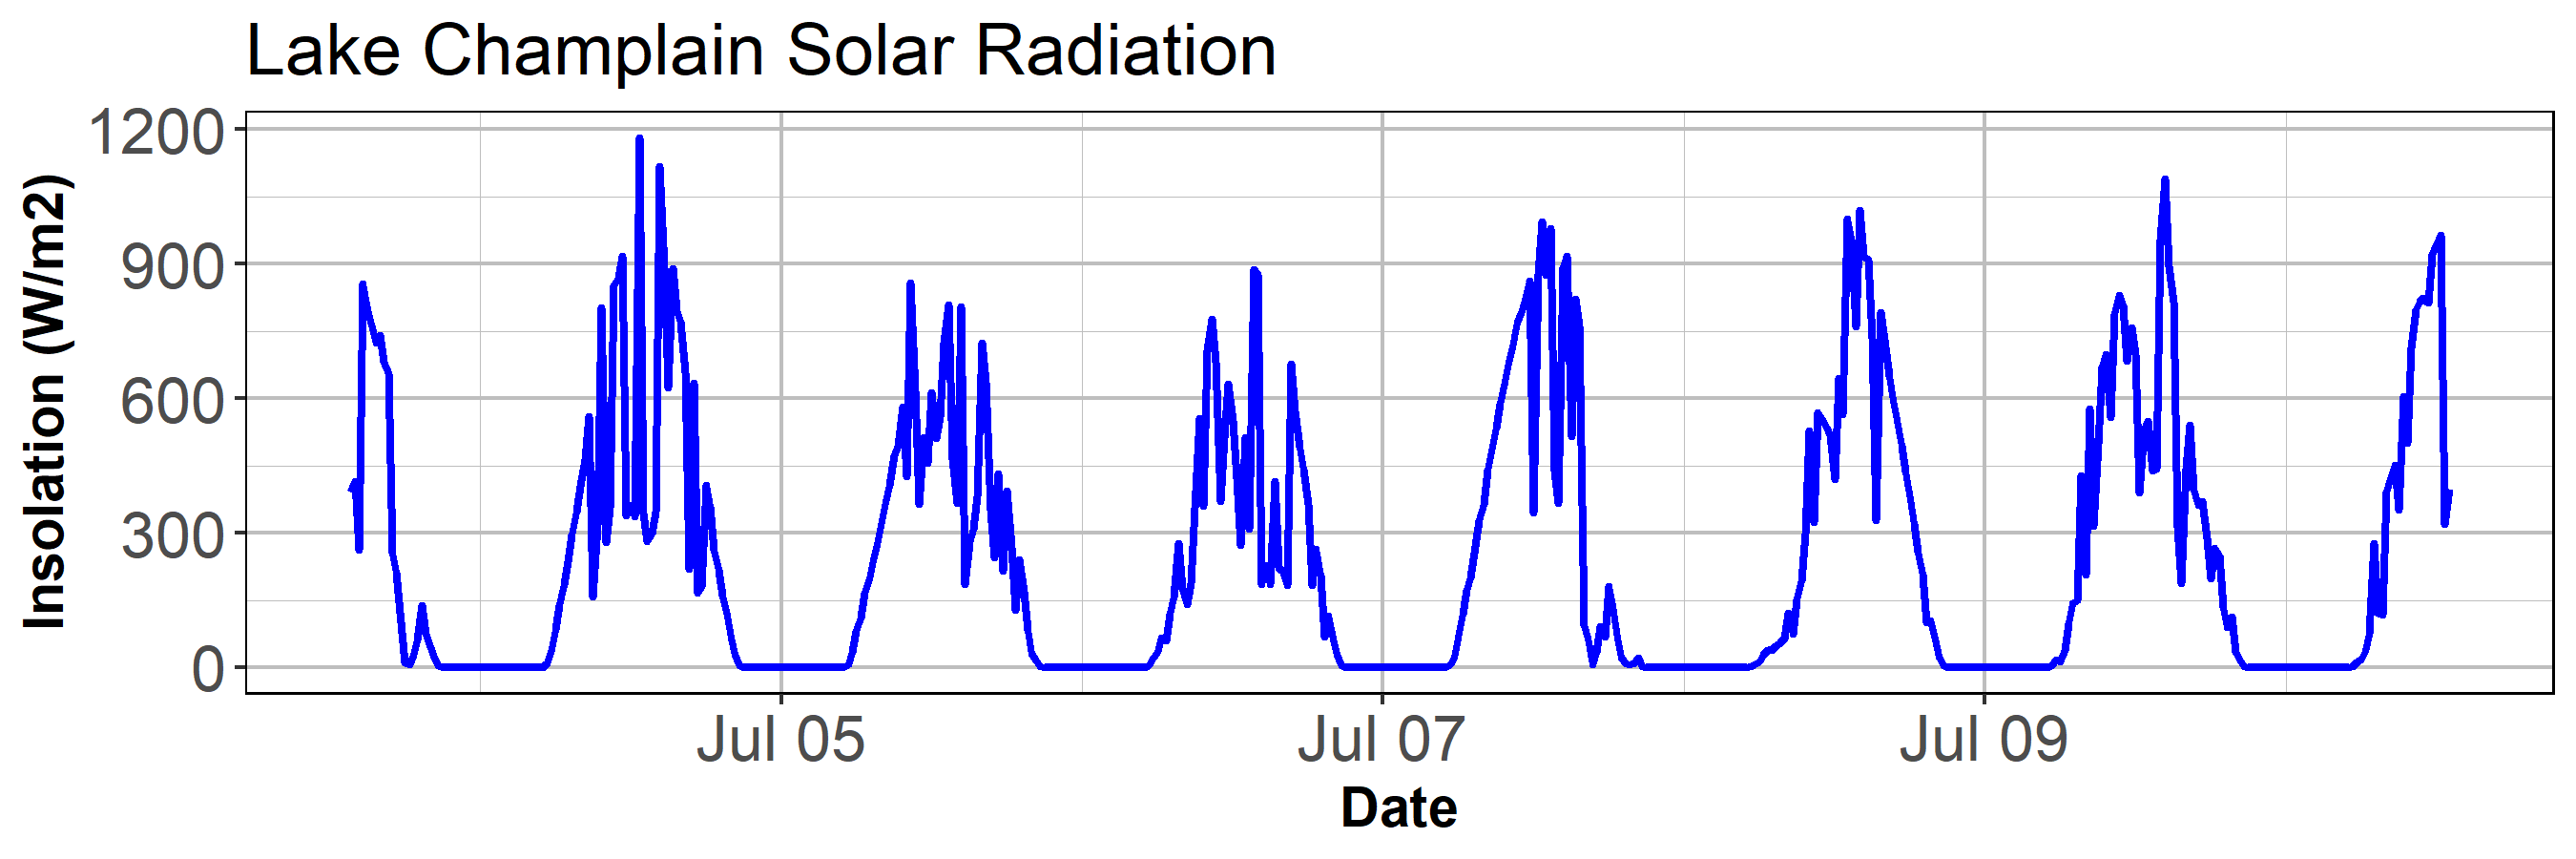 Lake Champlain Solar Radiation
Insolation (W/m2)
1200
900
600
300
0
Jul 05
Jul 07
Jul 09
Date